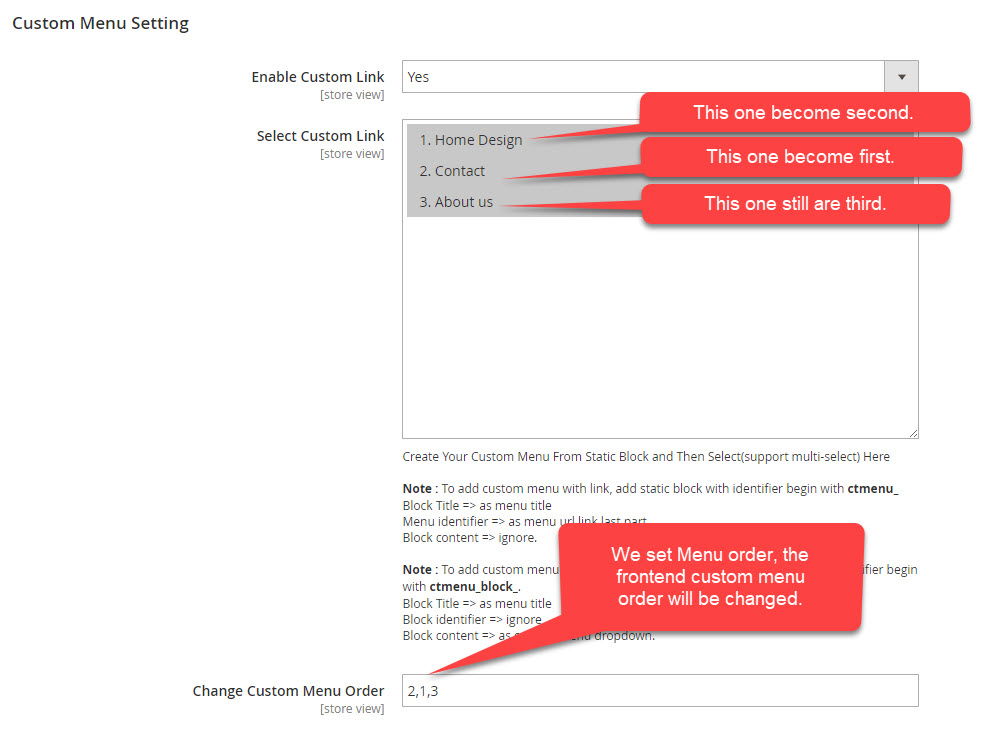 Custom Menu Setting
Enable Custom Link
[store view]
Yes
This one become second.
Select Custom Link
[store view]
1. Home Design
This one become first.
2. Contact
3. About us
This one still are third.
Create Your Custom Menu From Static Block and Then Select(support multi-select) Here
Note : To add custom menu with link, add static block with identifier begin with ctmenu_
Block Title => as menu title
Menu identifier => as menu url link last part
Block content => ignore.
We set Menu order, the
frontend custom menu
order will be changed.
Note : To add custom menu
with ctmenu_block_.
Block Title => as menu title
Block identifier => ignore
Block content => as dropdown.
begin
Change Custom Menu Order
[store view]
2,1,3